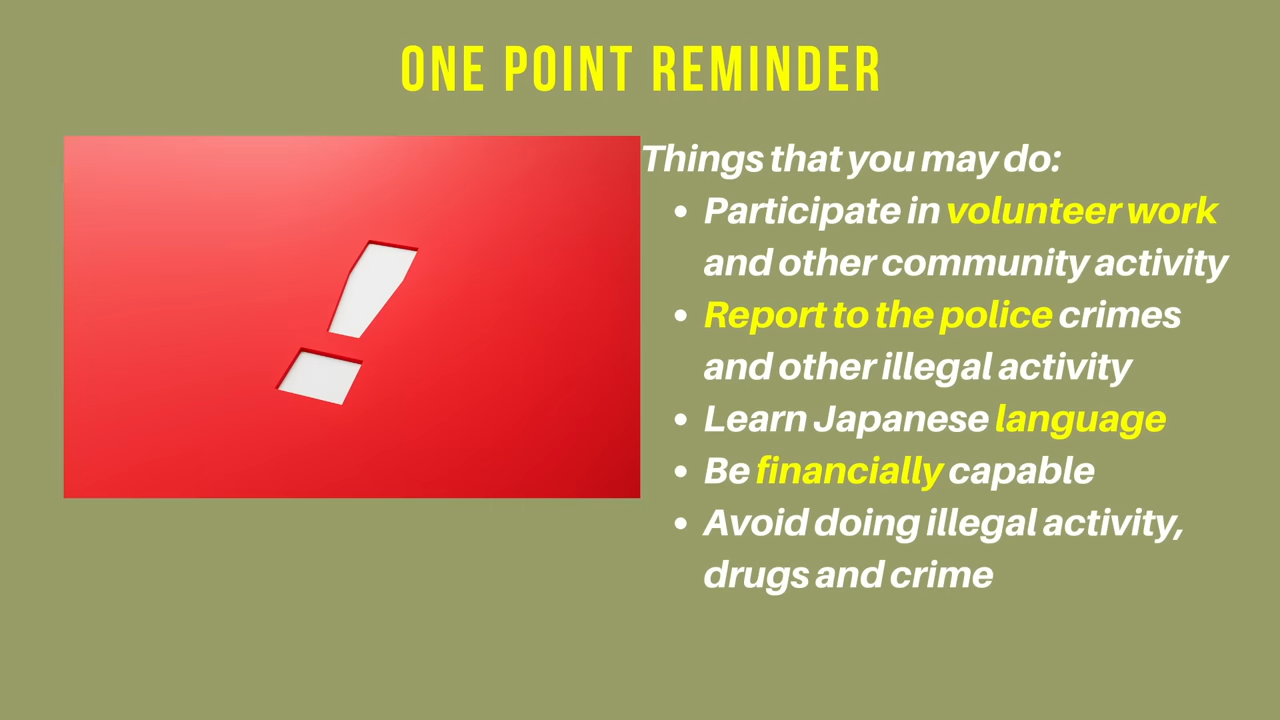 ONE POINT REMINDER
Things that you may do:
• Participate in volunteer work
and other community activity
• Report to the police crimes
and other illegal activity
• Learn Japanese language
• Be financially capable
• Avoid doing illegal activity,
drugs and crime